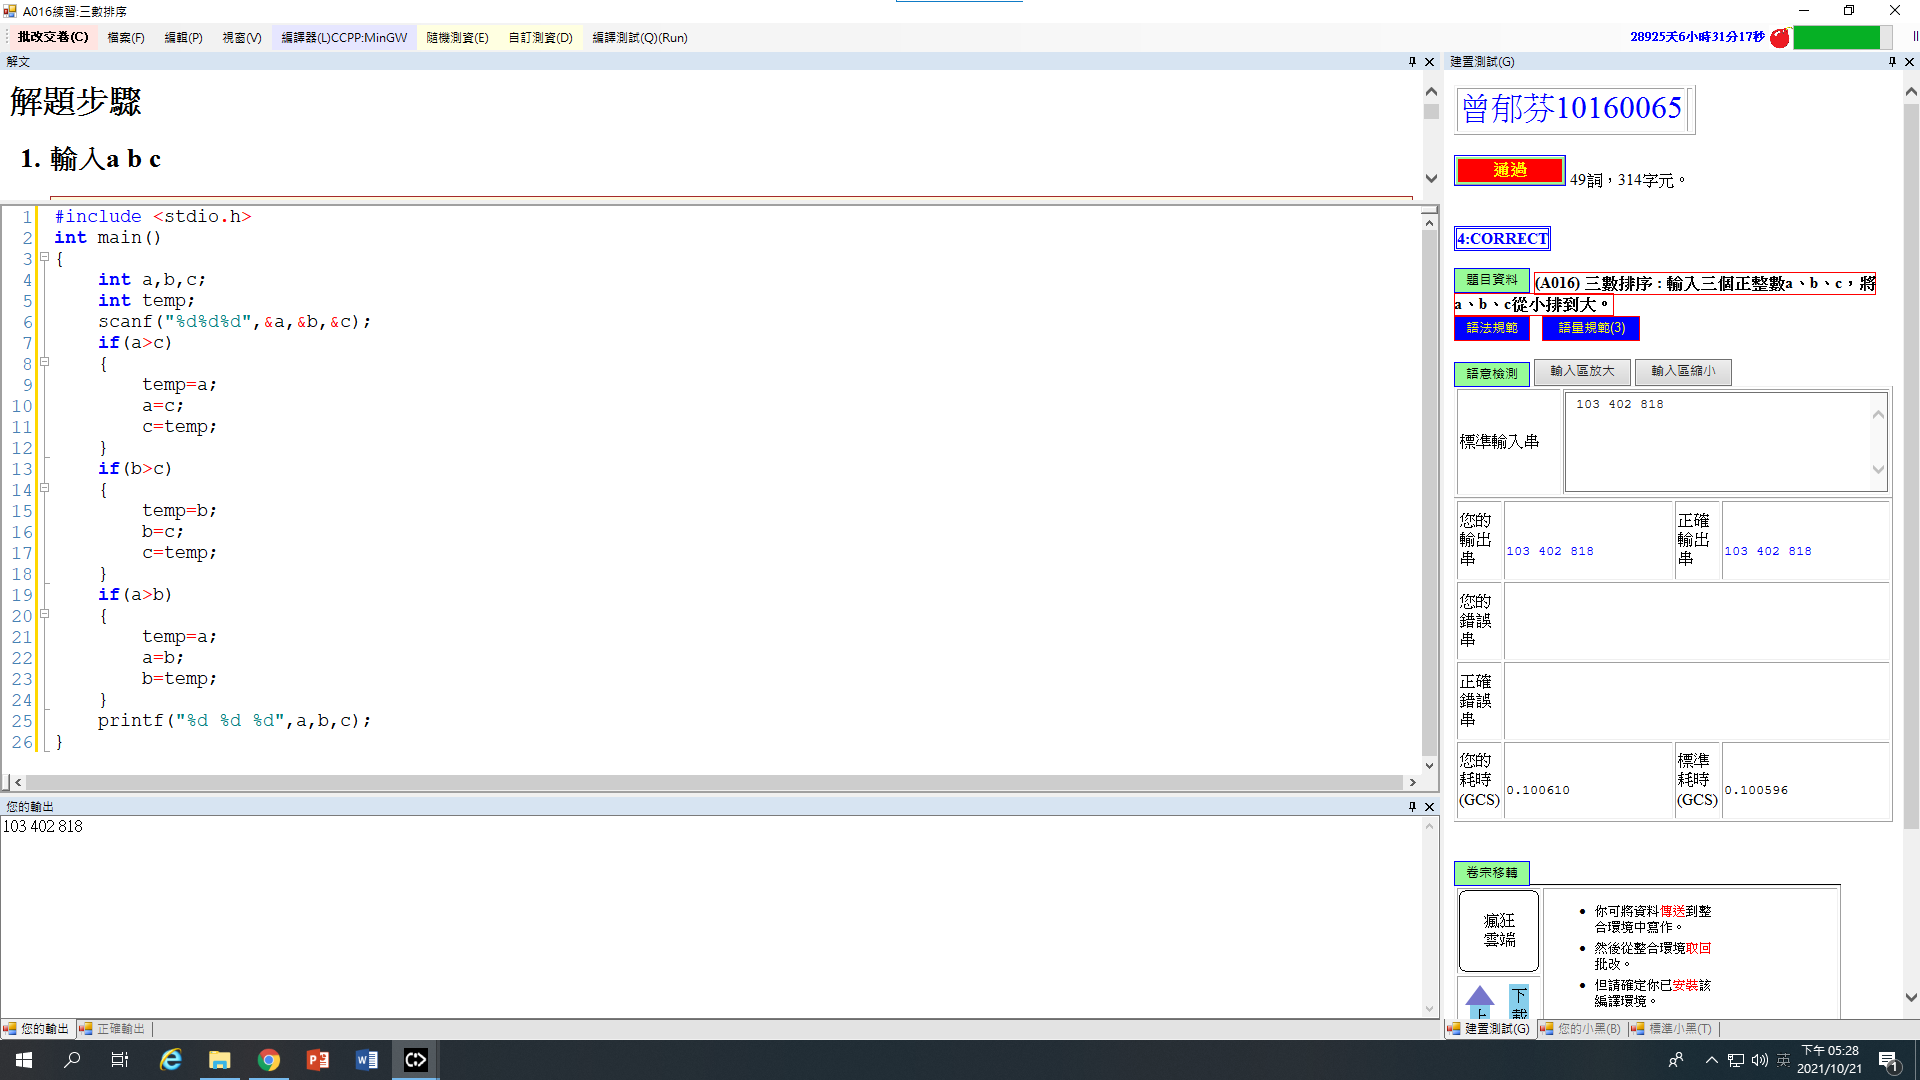 A016練習:三數排序
批改交卷(C) 檔案(F) 編輯(P) 視窗(V) 編譯器(L)CCPP:MinGW 隨機測資(E) 自訂測資(D) 編譯測試(Q)(Run) 28925天6小時31分17秒
解文
解題步驟
1. 輸入a b c
1 #include <stdio.h>
2 int main()
3 {
4 int a,b,c;
5 int temp;
6 scanf("%d%d%d",&a,&b,&c);
7 if(a>c)
8 {
9 temp=a;
10 a=c;
11 c=temp;
12 }
13 if(b>c)
14 {
15 temp=b;
16 b=c;
17 c=temp;
18 }
19 if(a>b)
20 {
21 temp=a;
22 a=b;
23 b=temp;
24 }
25 printf("%d %d %d",a,b,c);
26 }
您的輸出
103 402 818
您的輸出 正確輸出
建置測試(G)
曾郁芬10160065
通過 49詞，314字元。
4:CORRECT
題目資料 (A016) 三數排序：輸入三個正整數a、b、c，將
a、b、c從小排到大。
語法規範 語量規範(3)
語意檢測 輸入區放大 輸入區縮小
標準輸入串 103 402 818
您的輸出串 103 402 818 正確輸出串 103 402 818
您的錯誤串
正確錯誤串
您的耗時(GCS) 0.100610 標準耗時(GCS) 0.100596
卷宗移轉
瘋狂
雲端
你可將資料傳送到整
合環境中寫作。
然後從整合環境取回
批改。
但請確定你已安裝該
編譯環境。
上 下載
建置測試(G) 您的小黑(B) 標準小黑(T)
英 下午 05:28
2021/10/21 1